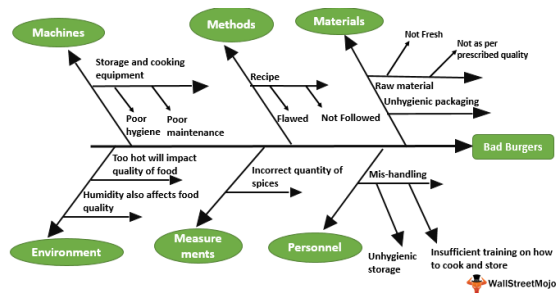 Machines
Methods
Materials
Storage and cooking
equipment
Poor
hygiene
Poor
maintenance
Recipe
Flawed
Not Followed
Not Fresh
Not as per
prescribed quality
Raw material
Unhygienic packaging
Bad Burgers
Too hot will impact
quality of food
Humidity also affects food
quality
Environment
Incorrect quantity of
spices
Measure
ments
Mis-handling
Personnel
Unhygienic
storage
Insufficient training on how
to cook and store
WallStreetMojo